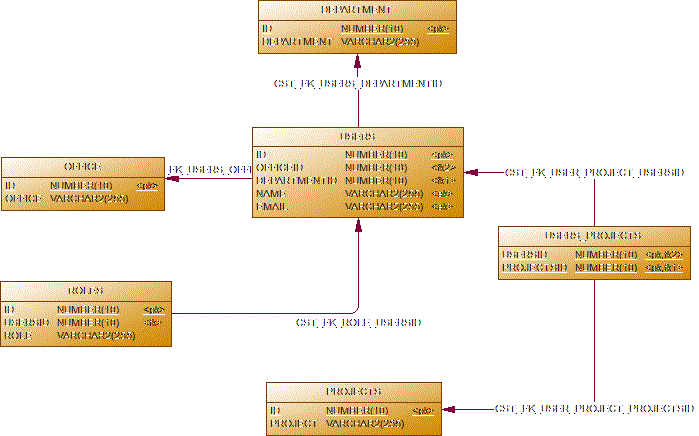 DEPARTMENT
ID NUMBER(10) <pk>
DEPARTMENT VARCHAR2(255)
CST_FK_USERS_DEPARTMENTID
USERS
ID NUMBER(10) <pk>
OFFICEID NUMBER(10) <fk2>
DEPARTMENTID NUMBER(10) <fk1>
NAME VARCHAR2(255) <ak>
EMAIL VARCHAR2(255) <ak>
OFFICE
ID NUMBER(10) <pk>
OFFICE VARCHAR2(255)
_FK_USERS_OFFI
CST_FK_USER_PROJECT_USERSID
USERS_PROJECTS
USERSID NUMBER(10) <pk,fk2>
PROJECTSID NUMBER(10) <pk,fk1>
ROLES
ID NUMBER(10) <pk>
USERSID NUMBER(10) <fk>
ROLE VARCHAR2(255)
CST_FK_ROLE_USERSID
PROJECTS
ID NUMBER(10) <pk>
PROJECT VARCHAR2(255)
CST_FK_USER_PROJECT_PROJECTSID